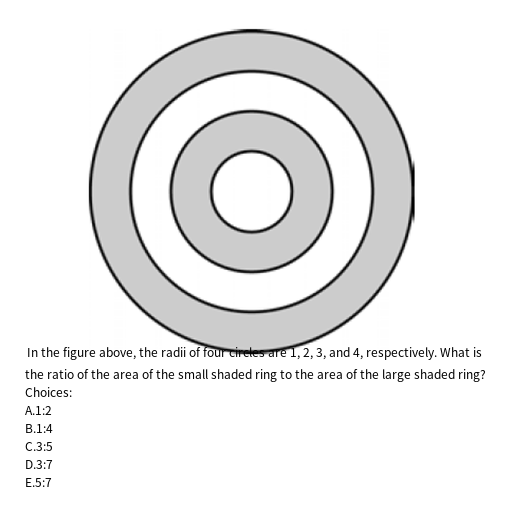 In the figure above, the radii of four circles are 1, 2, 3, and 4, respectively. What is
the ratio of the area of the small shaded ring to the area of the large shaded ring?
Choices:
A.1:2
B.1:4
C.3:5
D.3:7
E.5:7